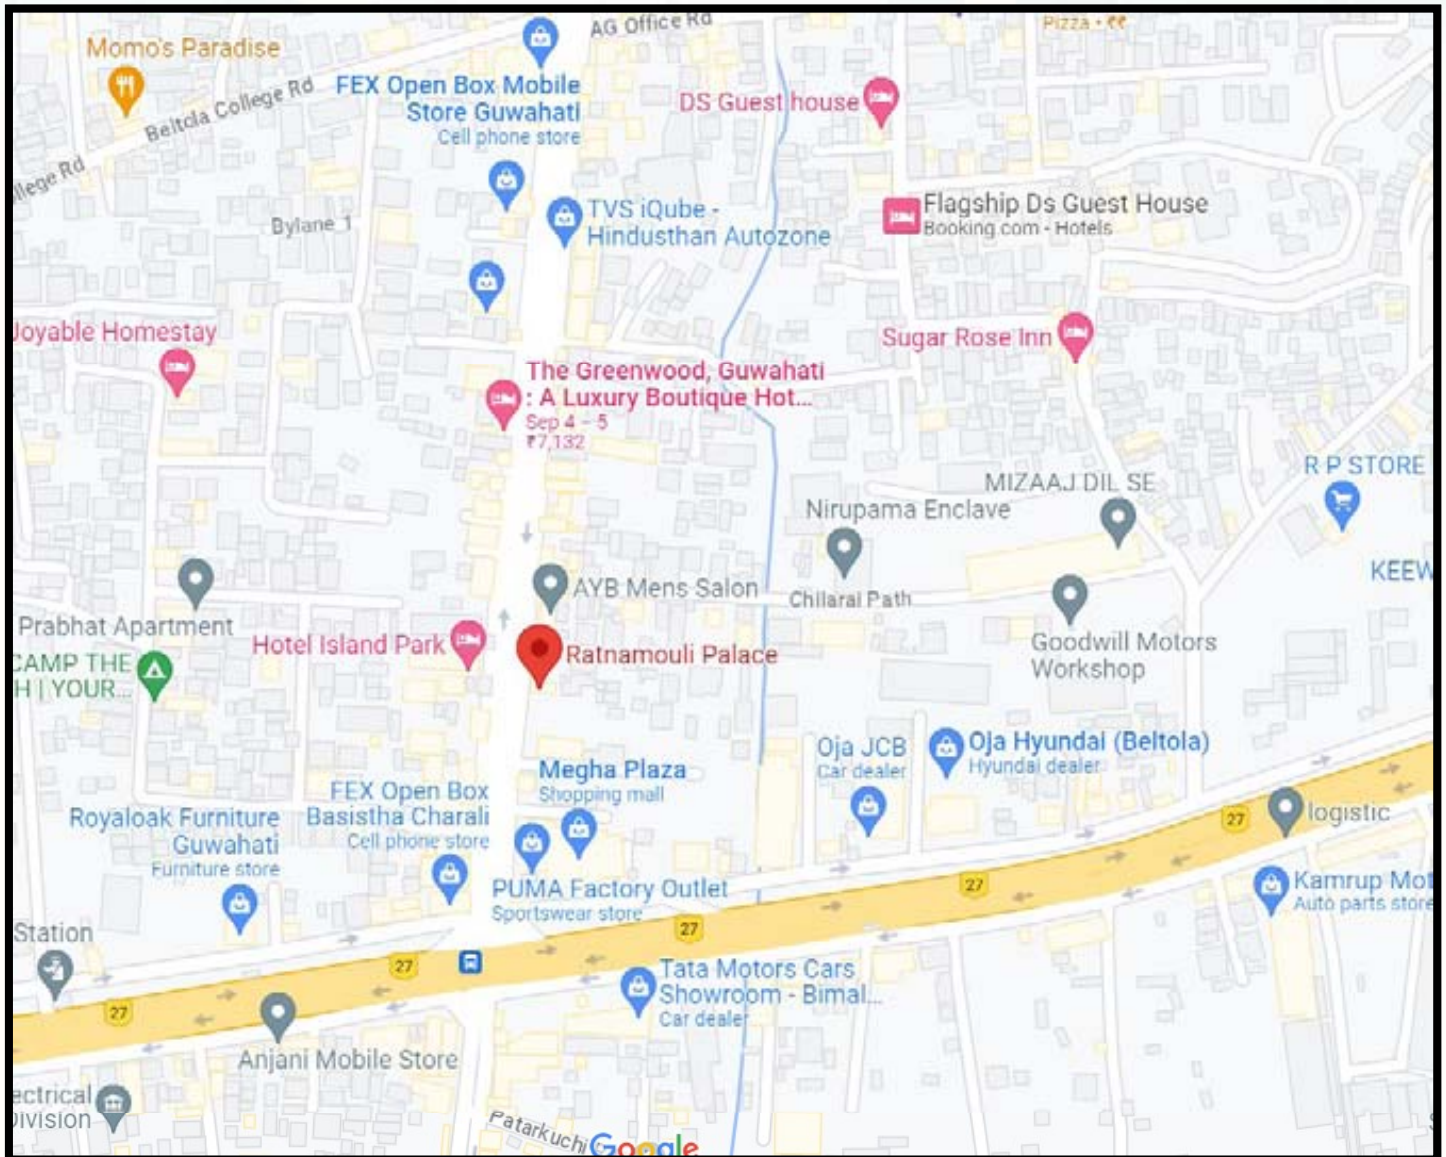 AG Office Rd
Pizza • ₹₹
Momo's Paradise
Beltola College Rd
FEX Open Box Mobile
Store Guwahati
Cell phone store
DS Guest house
llege Rd
Bylane 1
TVS iQube -
Hindusthan Autozone
Flagship Ds Guest House
Booking.com - Hotels
Joyable Homestay
Sugar Rose Inn
The Greenwood, Guwahati
: A Luxury Boutique Hot...
Sep 4 – 5
₹7,132
R P STORE
MIZAAJ DIL SE
Nirupama Enclave
KEEW
AYB Mens Salon
Chilarai Path
Prabhat Apartment
Hotel Island Park
Ratnamouli Palace
Goodwill Motors
Workshop
CAMP THE
H | YOUR...
Oja JCB
Car dealer
Oja Hyundai (Beltola)
Hyundai dealer
Megha Plaza
Shopping mall
FEX Open Box
Basistha Charali
Cell phone store
Royaloak Furniture
Guwahati
Furniture store
logistic
27
PUMA Factory Outlet
Sportswear store
27
Kamrup Mot
Auto parts store
Station
27
27
Tata Motors Cars
Showroom - Bimal...
Car dealer
27
Anjani Mobile Store
ectrical
Division
Patarkuchi
Google